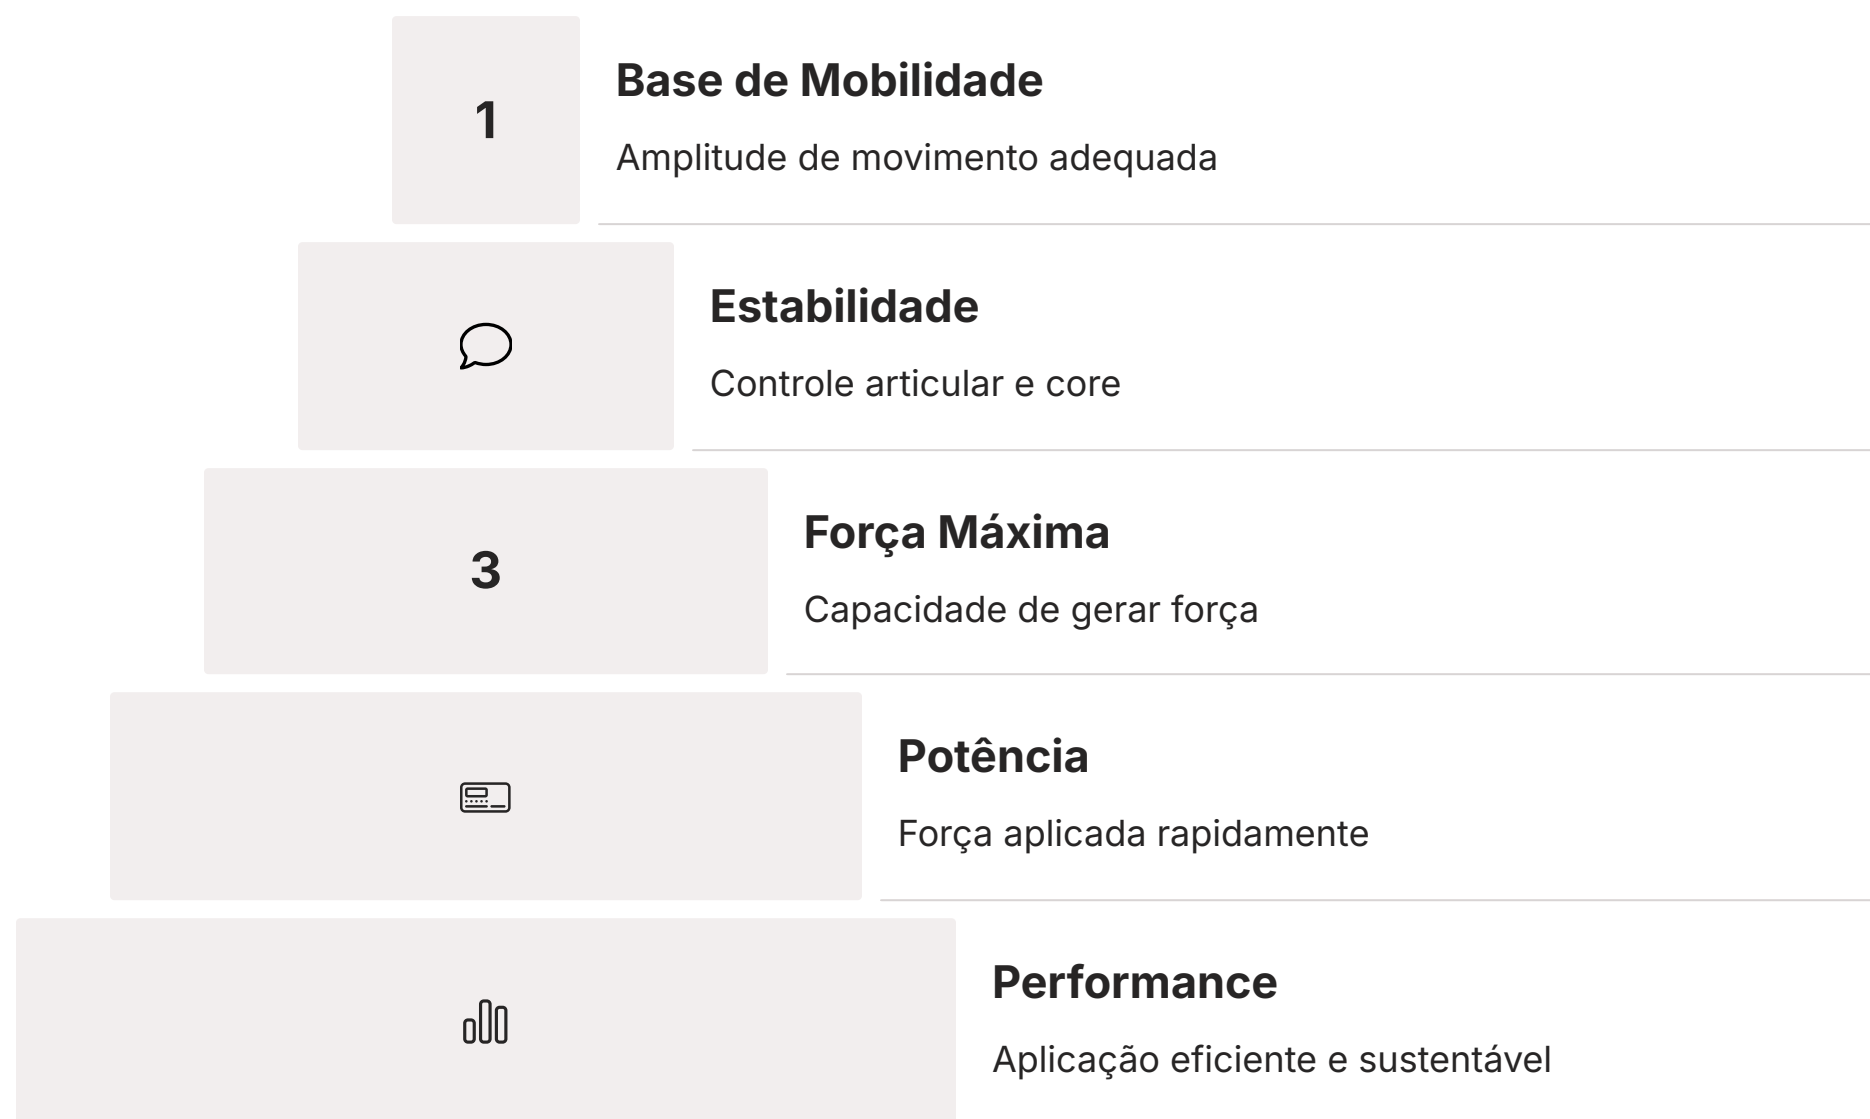 1
Base de Mobilidade
Amplitude de movimento adequada
Estabilidade
Controle articular e core
3
Força Máxima
Capacidade de gerar força
Potência
Força aplicada rapidamente
Performance
Aplicação eficiente e sustentável